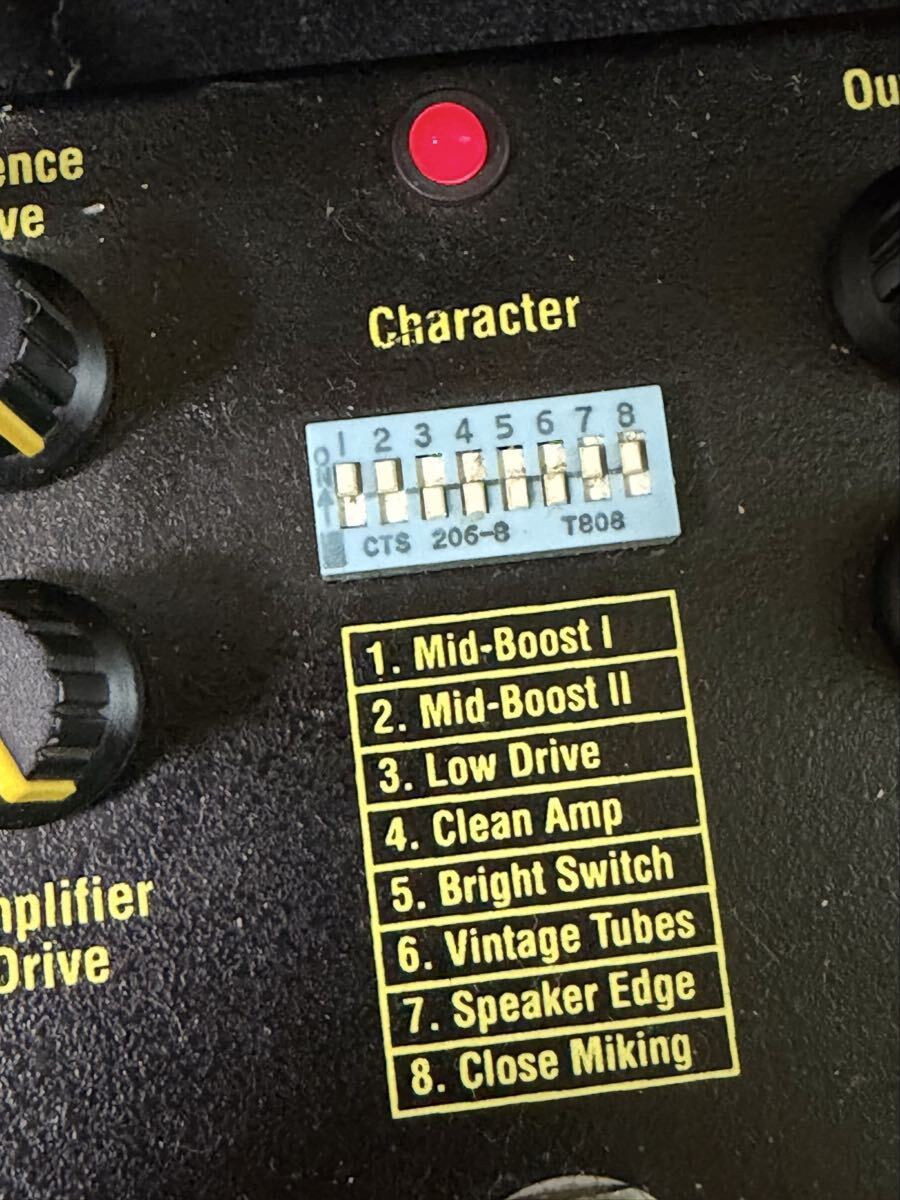 Ou
ence
ve
Character
1 2 3 4 5 6 7 8
ON
CTS 206-8 T808
1. Mid-Boost I
2. Mid-Boost II
3. Low Drive
4. Clean Amp
5. Bright Switch
6. Vintage Tubes
7. Speaker Edge
8. Close Miking
mplifier
Drive